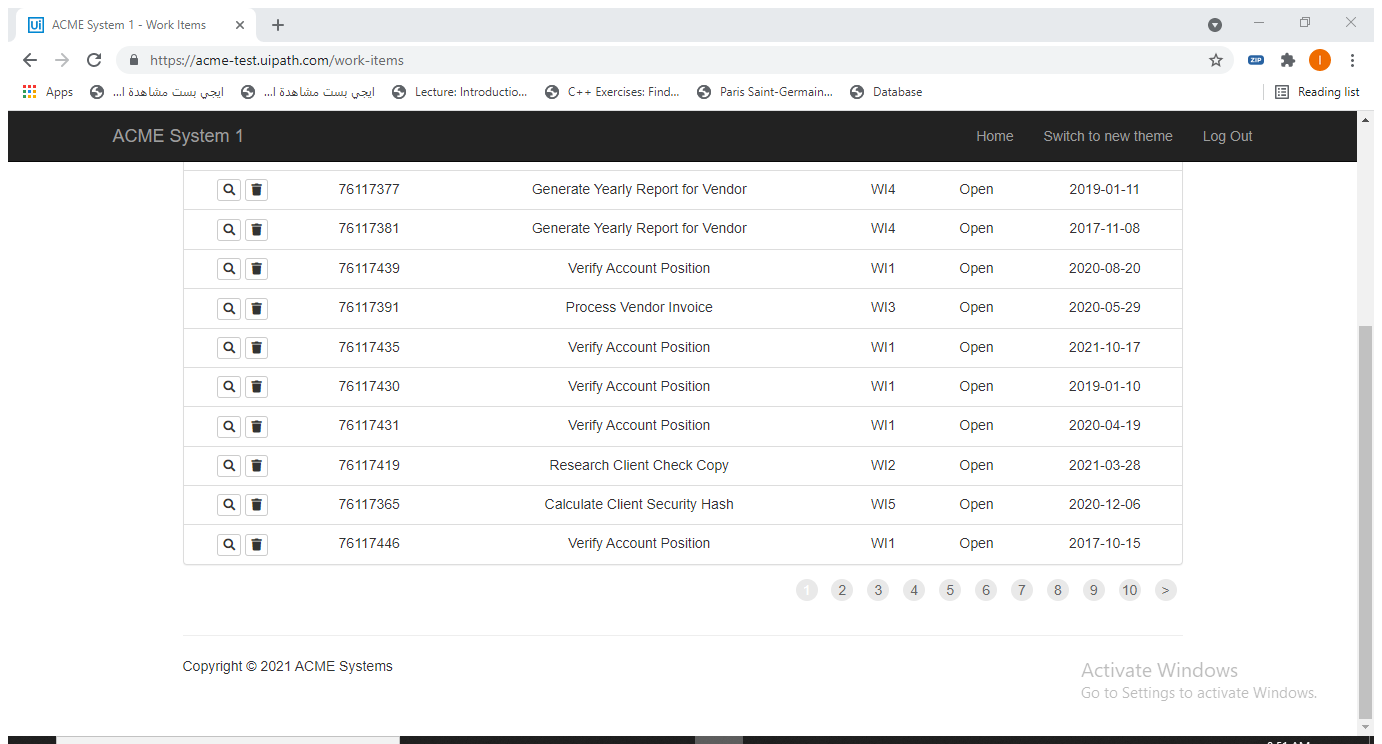 ACME System 1 - Work Items
https://acme-test.uipath.com/work-items
ZIP
I
Apps
ايجي بست مشاهدة ا...
ايجي بست مشاهدة ا...
Lecture: Introductio...
C++ Exercises: Find...
Paris Saint-Germain...
Database
Reading list
ACME System 1 Home Switch to new theme Log Out
76117377 Generate Yearly Report for Vendor WI4 Open 2019-01-11
76117381 Generate Yearly Report for Vendor WI4 Open 2017-11-08
76117439 Verify Account Position WI1 Open 2020-08-20
76117391 Process Vendor Invoice WI3 Open 2020-05-29
76117435 Verify Account Position WI1 Open 2021-10-17
76117430 Verify Account Position WI1 Open 2019-01-10
76117431 Verify Account Position WI1 Open 2020-04-19
76117419 Research Client Check Copy WI2 Open 2021-03-28
76117365 Calculate Client Security Hash WI5 Open 2020-12-06
76117446 Verify Account Position WI1 Open 2017-10-15
1 2 3 4 5 6 7 8 9 10 >
Copyright © 2021 ACME Systems
Activate Windows
Go to Settings to activate Windows.